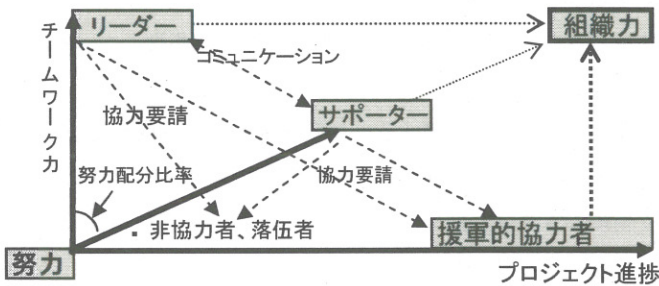 リーダー
組織力
チームワーク力
コミュニケーション
協力要請
サポーター
努力配分比率
協力要請
・非協力者、落伍者
援軍的協力者
努力
プロジェクト進捗